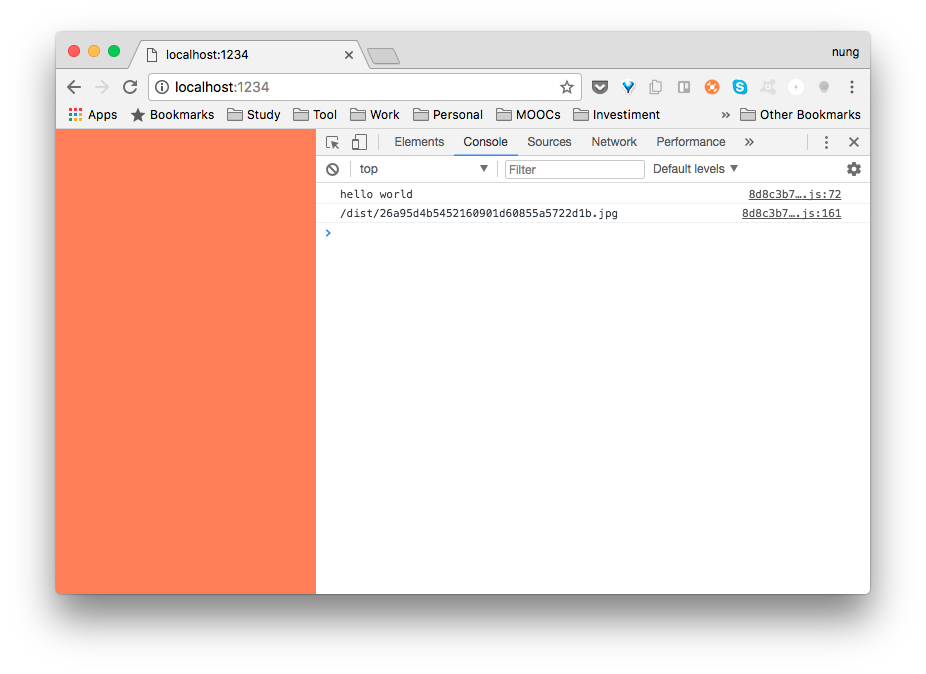 localhost:1234
nung
localhost:1234
Apps Bookmarks Study Tool Work Personal MOOCs Investiment » Other Bookmarks
Elements Console Sources Network Performance »
top Filter Default levels
hello world 8d8c3b7….js:72
/dist/26a95d4b5452160901d60855a5722d1b.jpg 8d8c3b7….js:161